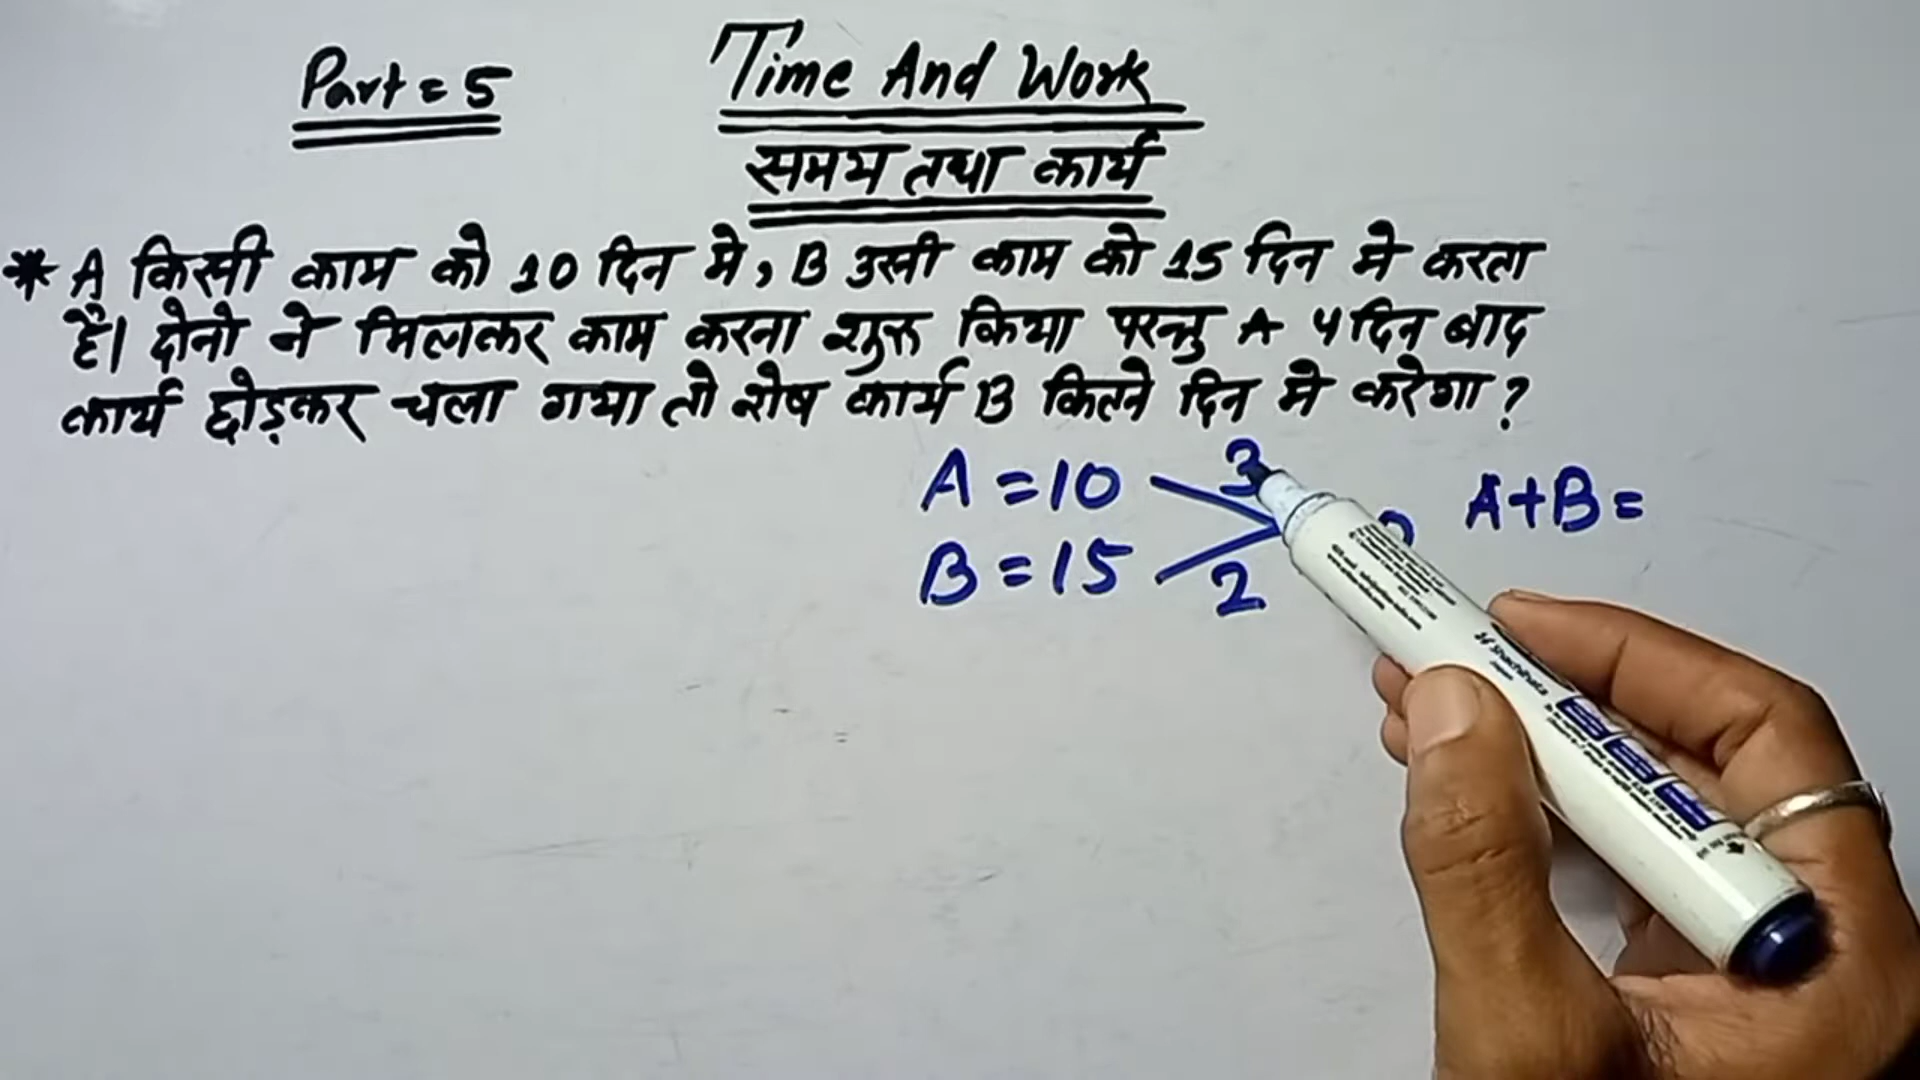 Part = 5
Time And Work
समय तथा कार्य
* A किसी काम को 10 दिन मे, B उसी काम को 15 दिन मे करता
है। दोनो ने मिलकर काम करना शुरू किया परन्तु A 4 दिन बाद
कार्य छोड़कर चला गया तो शेष कार्य B कितने दिन मे करेगा ?
A = 10 3 A+B =
B = 15 2
Shachihata